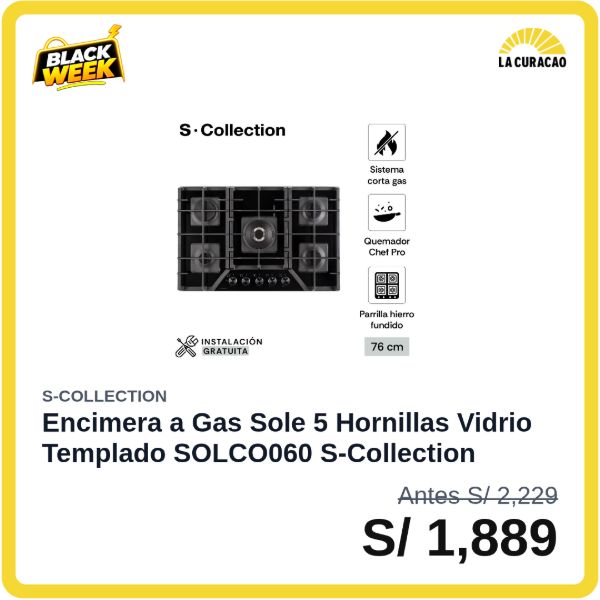 BLACK
WEEK
LA CURACAO
S·Collection
Sistema
corta gas
Quemador
Chef Pro
Parrilla hierro
fundido
76 cm
INSTALACIÓN
GRATUITA
S-COLLECTION
Encimera a Gas Sole 5 Hornillas Vidrio
Templado SOLCO060 S-Collection
Antes S/ 2,229
S/ 1,889